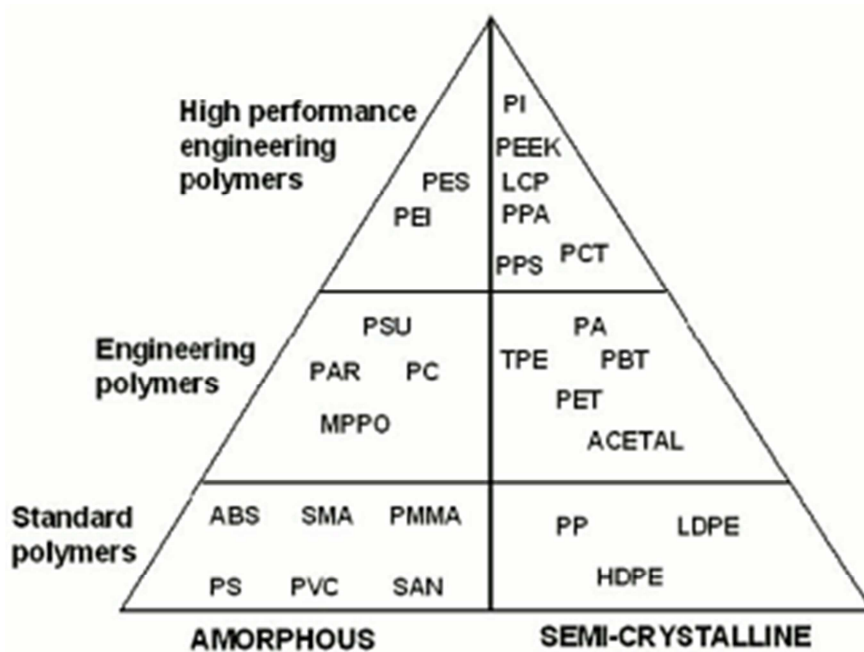 High performance
engineering
polymers
PI
PEEK
PES LCP
PEI PPA
PPS PCT
Engineering
polymers
PSU PA
PAR PC TPE PBT
PET
MPPO
ACETAL
Standard
polymers
ABS SMA PMMA PP LDPE
HDPE
PS PVC SAN
AMORPHOUS SEMI-CRYSTALLINE